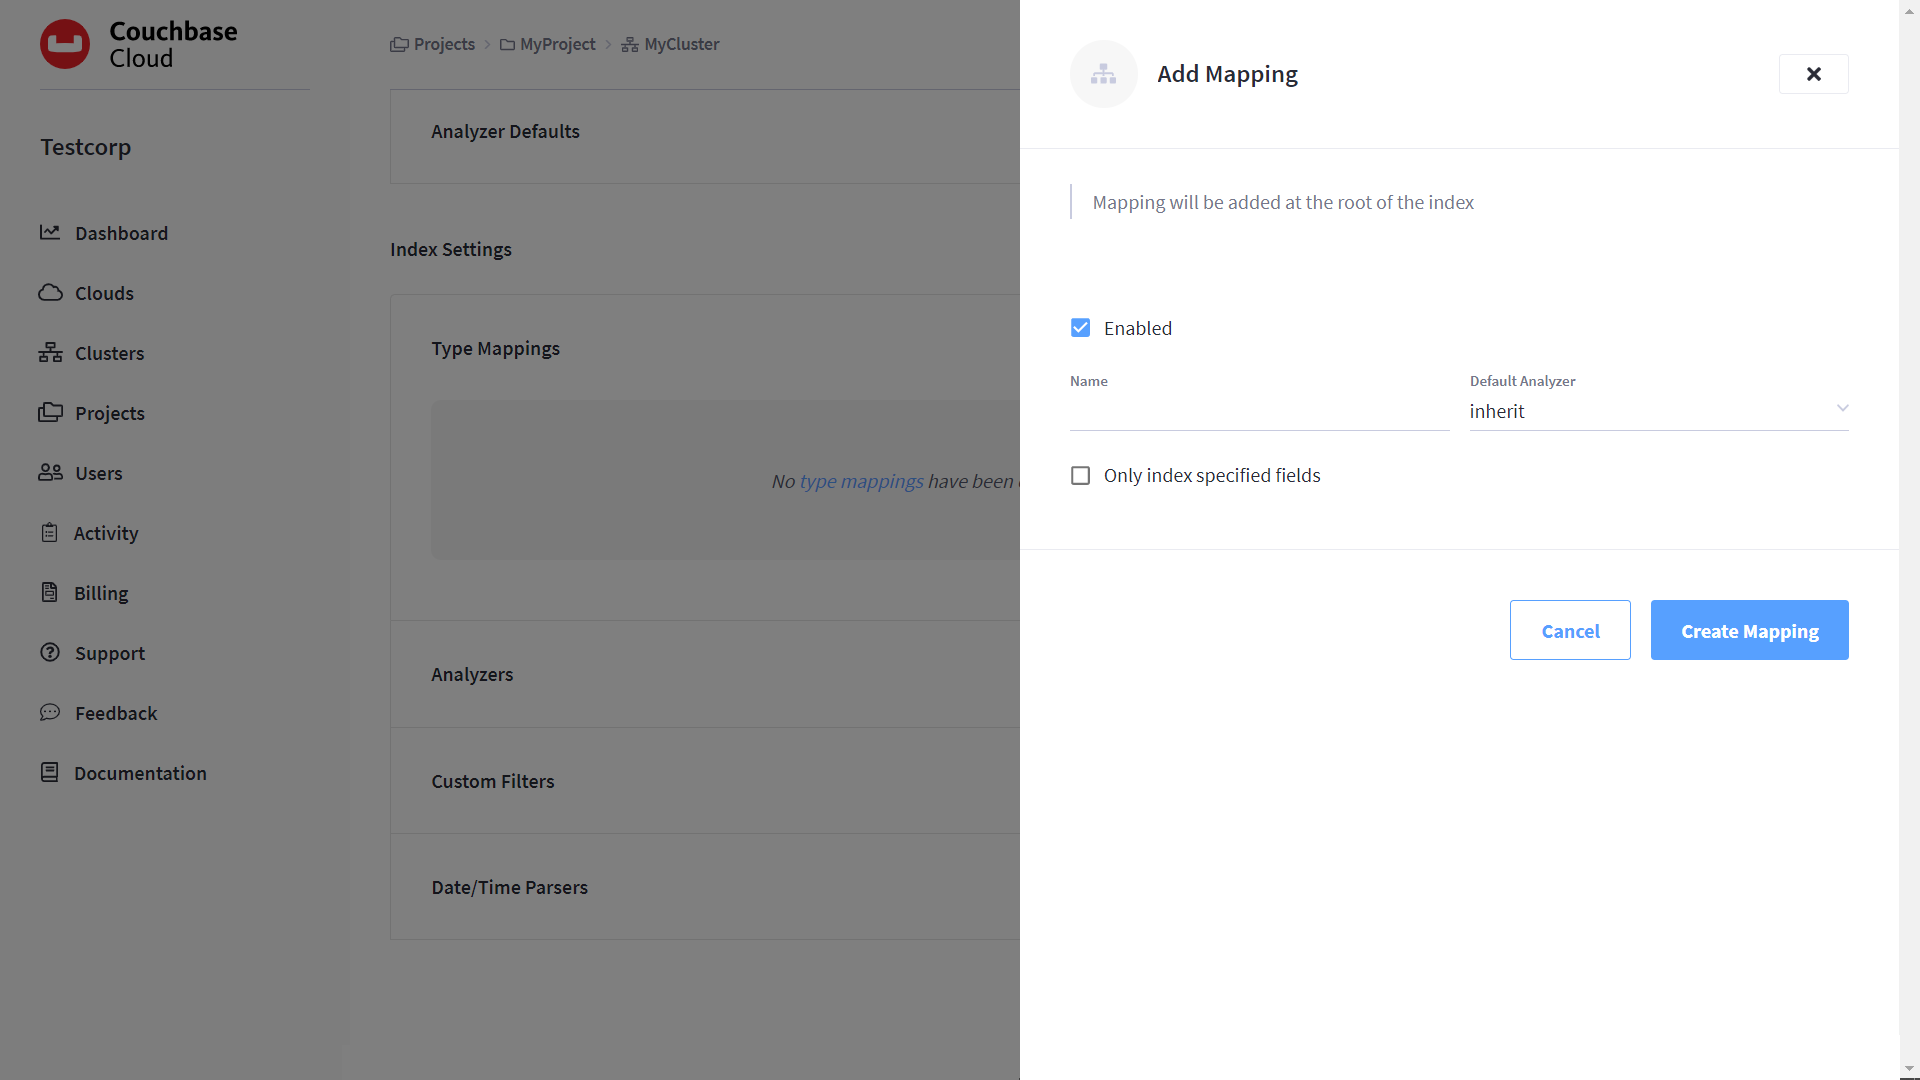 Couchbase
Cloud
Testcorp
Dashboard
Clouds
Clusters
Projects
Users
Activity
Billing
Support
Feedback
Documentation
Projects > MyProject > MyCluster
Analyzer Defaults
Index Settings
Type Mappings
No type mappings have been
Analyzers
Custom Filters
Date/Time Parsers
Add Mapping
Mapping will be added at the root of the index
Enabled
Name
Default Analyzer
inherit
Only index specified fields
Cancel
Create Mapping